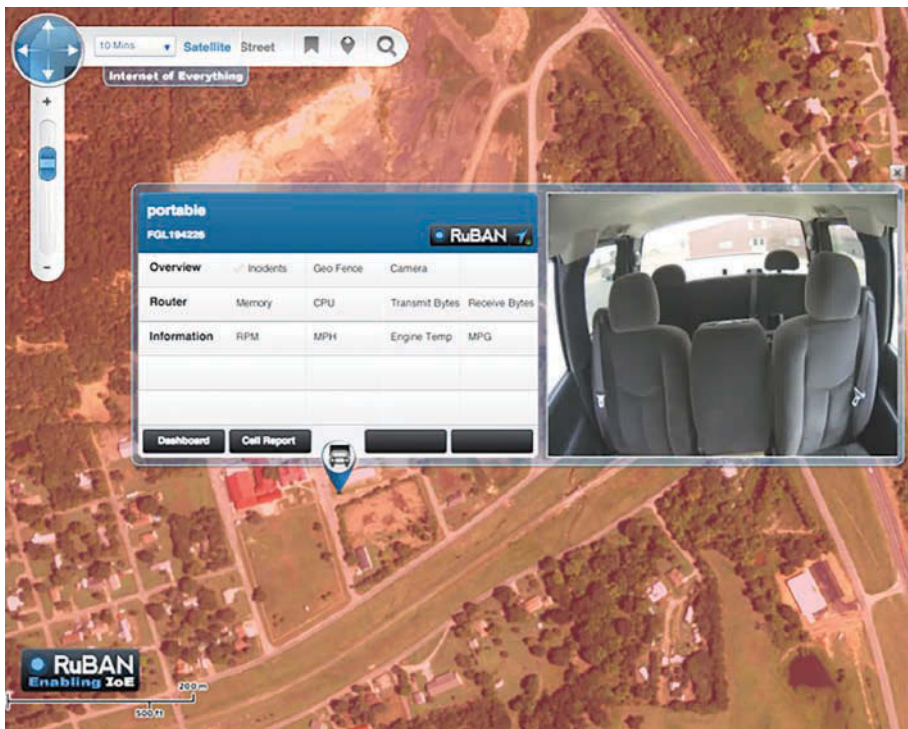 10 Mins Satellite Street
Internet of Everything
+
-
portable
FGL194226
RuBAN
Overview Incidents Geo Fence Camera
Router Memory CPU Transmit Bytes Receive Bytes
Information RPM MPH Engine Temp MPG
Dashboard Cell Report
RuBAN
Enabling IoE
200 m
500 ft